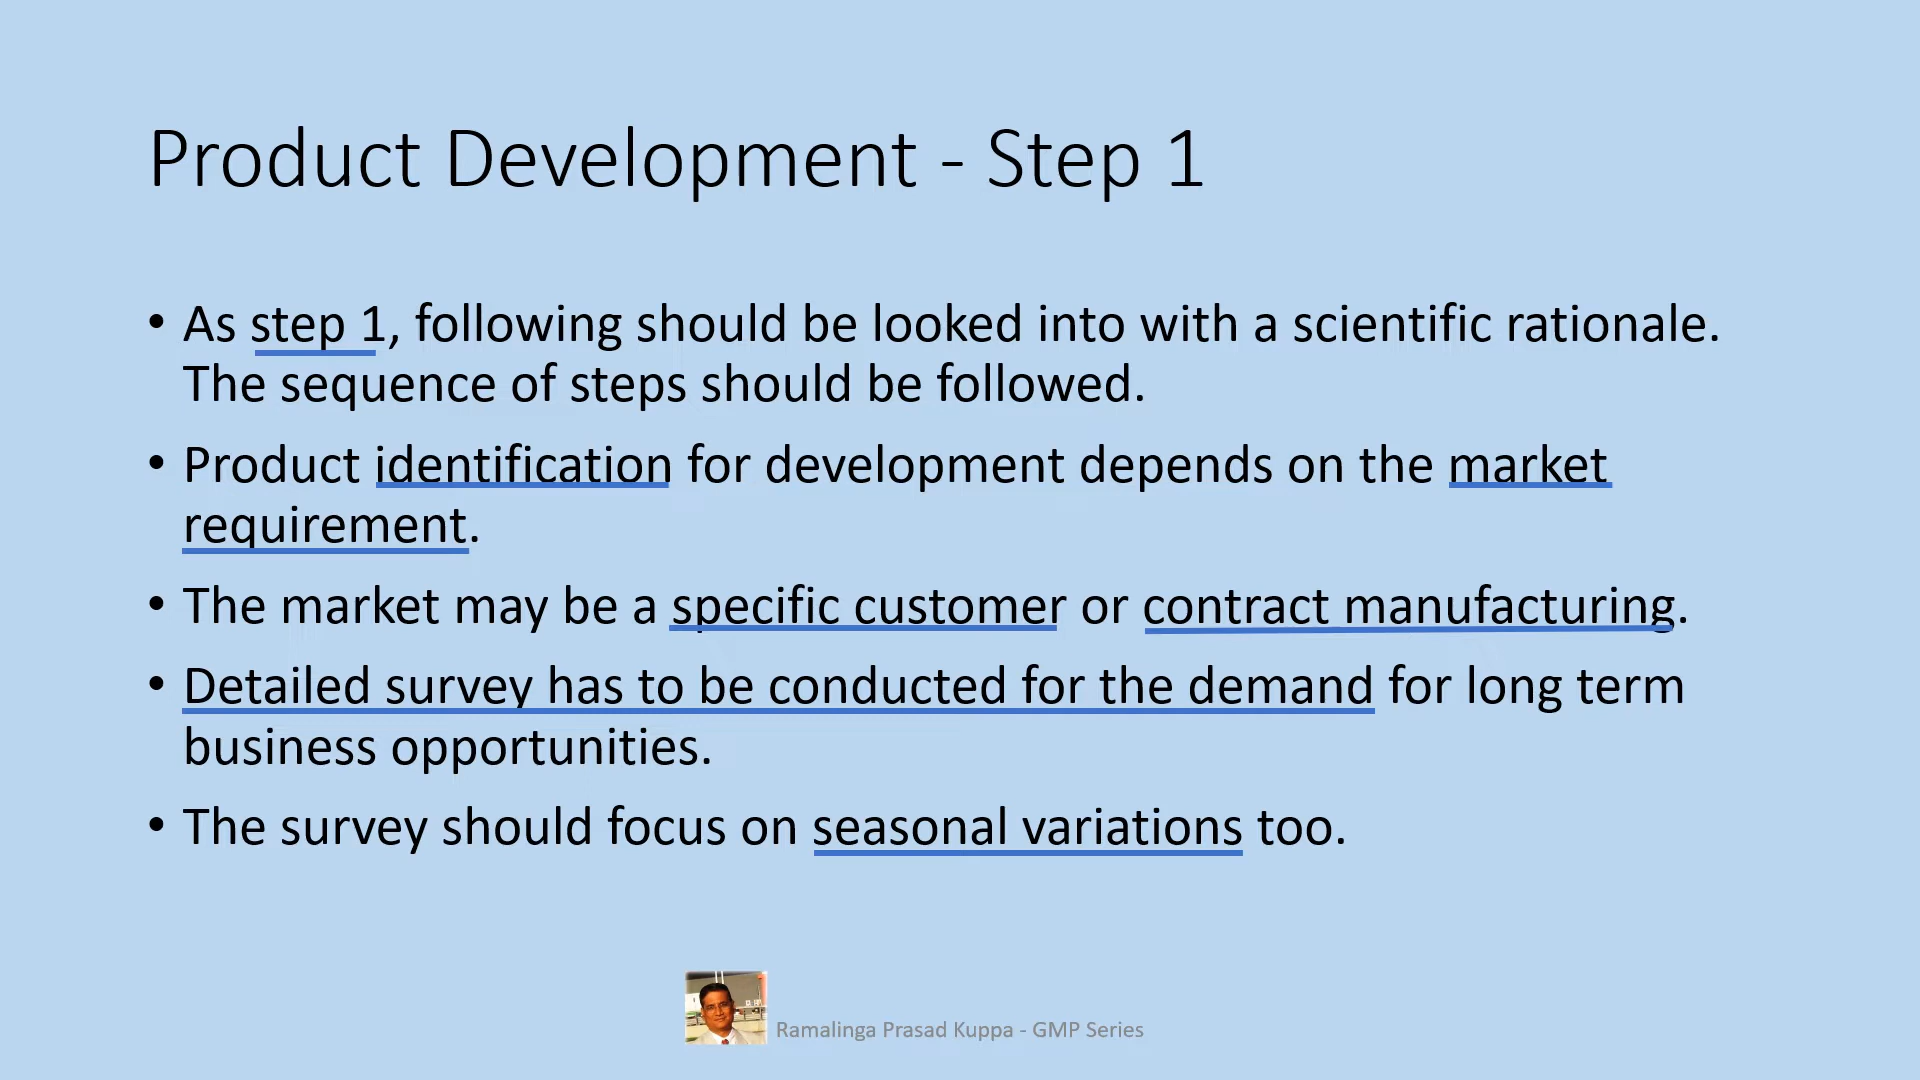 Product Development - Step 1
• As step 1, following should be looked into with a scientific rationale.
The sequence of steps should be followed.
• Product identification for development depends on the market
requirement.
• The market may be a specific customer or contract manufacturing.
• Detailed survey has to be conducted for the demand for long term
business opportunities.
• The survey should focus on seasonal variations too.
Ramalinga Prasad Kuppa - GMP Series